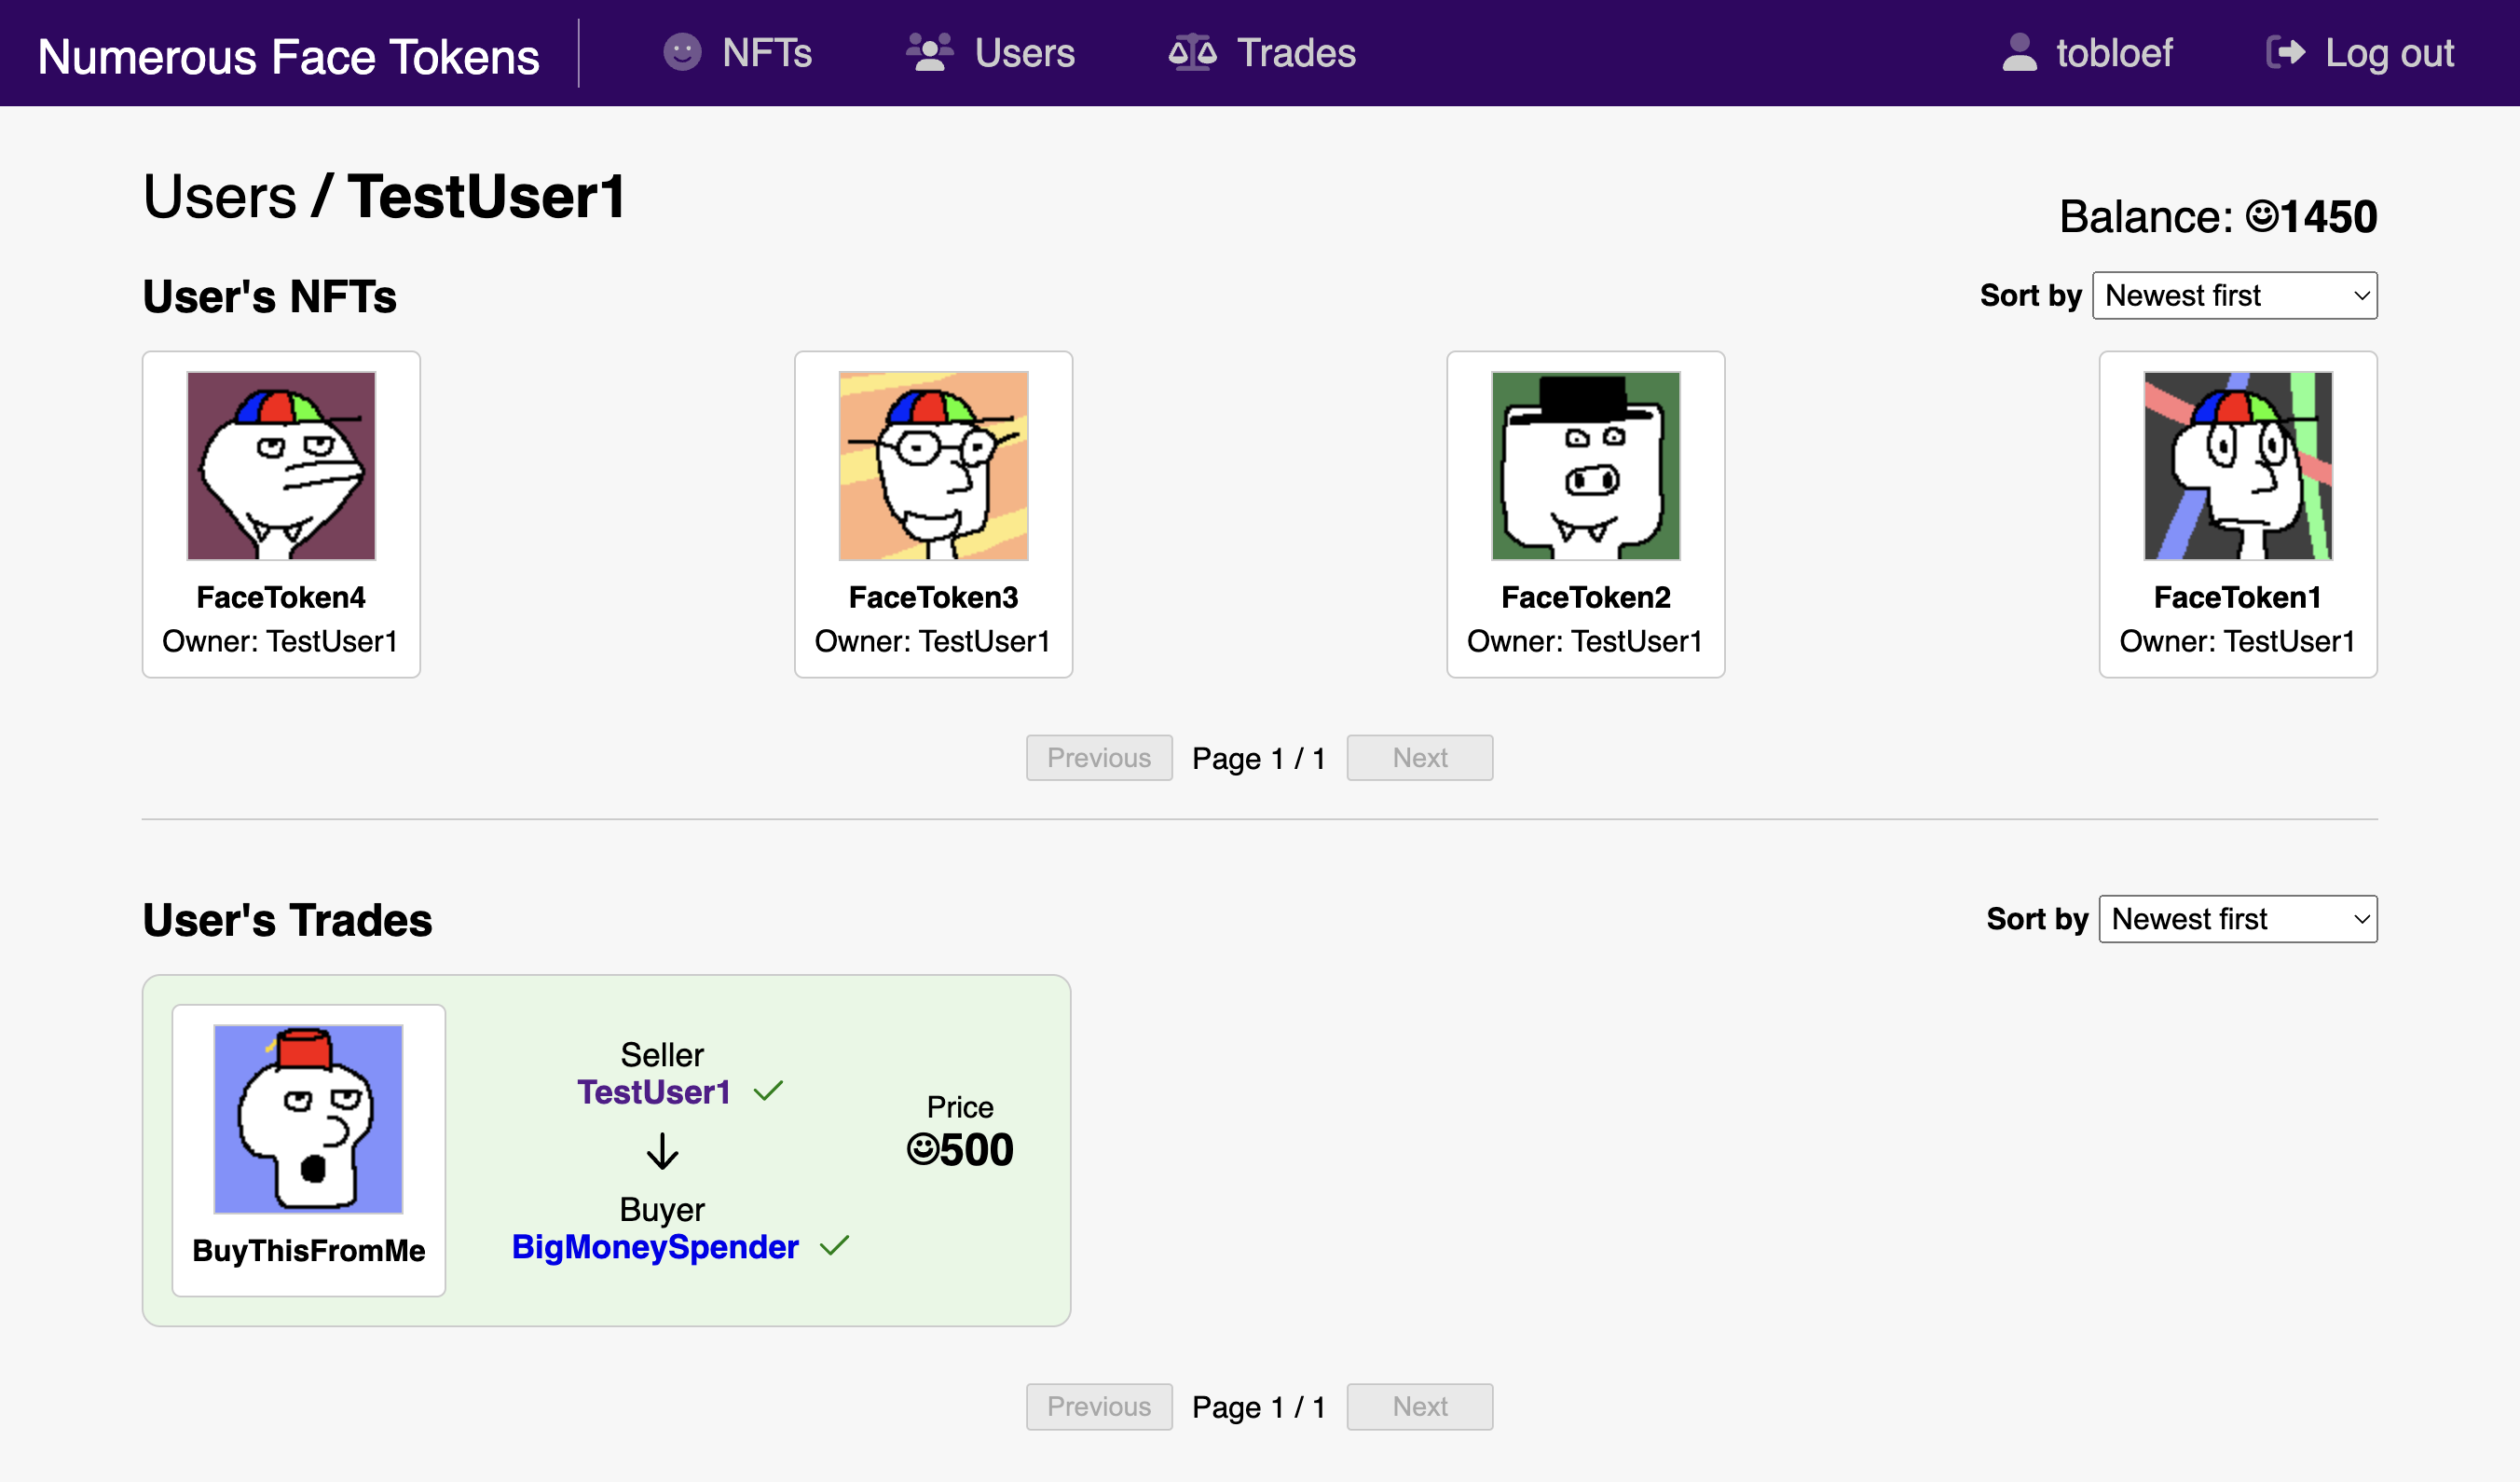 Numerous Face Tokens
NFTs
Users
Trades
tobloef
Log out
Users / TestUser1
Balance: 1450
User's NFTs
Sort by Newest first
FaceToken4
Owner: TestUser1
FaceToken3
Owner: TestUser1
FaceToken2
Owner: TestUser1
FaceToken1
Owner: TestUser1
Previous Page 1 / 1 Next
User's Trades
Sort by Newest first
BuyThisFromMe
Seller
TestUser1
Buyer
BigMoneySpender
Price
500
Previous Page 1 / 1 Next